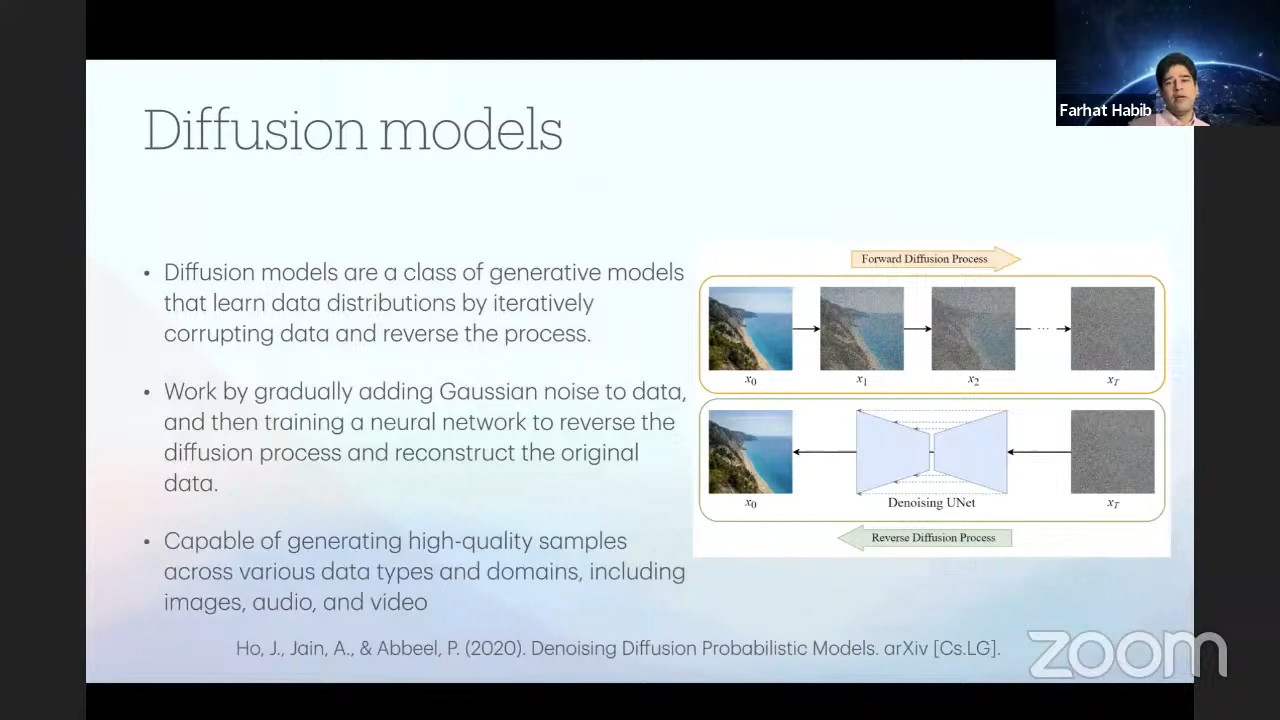 Farhat Habib
Diffusion models
• Diffusion models are a class of generative models
that learn data distributions by iteratively
corrupting data and reverse the process.
• Work by gradually adding Gaussian noise to data,
and then training a neural network to reverse the
diffusion process and reconstruct the original
data.
• Capable of generating high-quality samples
across various data types and domains, including
images, audio, and video
Forward Diffusion Process
x₀ x₁ x₂ ... x_T
x₀ Denoising UNet x_T
Reverse Diffusion Process
Ho, J., Jain, A., & Abbeel, P. (2020). Denoising Diffusion Probabilistic Models. arXiv [Cs.LG].
zoom